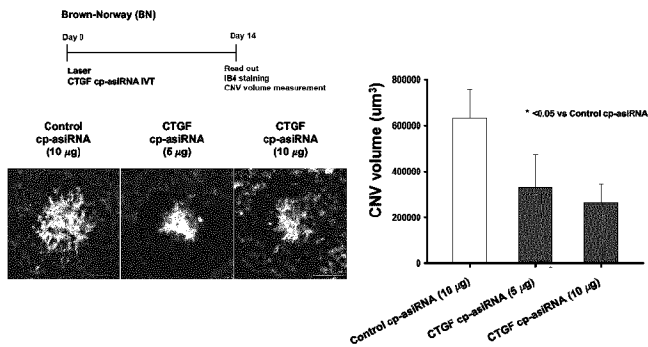 Brown-Norway (BN)
Day 0
Day 14
Laser
CTGF cp-asiRNA IVT
Read out
IB4 staining
CNV volume measurement
Control
cp-asiRNA
(10 μg)
CTGF
cp-asiRNA
(5 μg)
CTGF
cp-asiRNA
(10 μg)
CNV volume (um³)
800000
600000
400000
200000
0
* <0.05 vs Control cp-asiRNA
Control cp-asiRNA (10 μg)
CTGF cp-asiRNA (5 μg)
CTGF cp-asiRNA (10 μg)